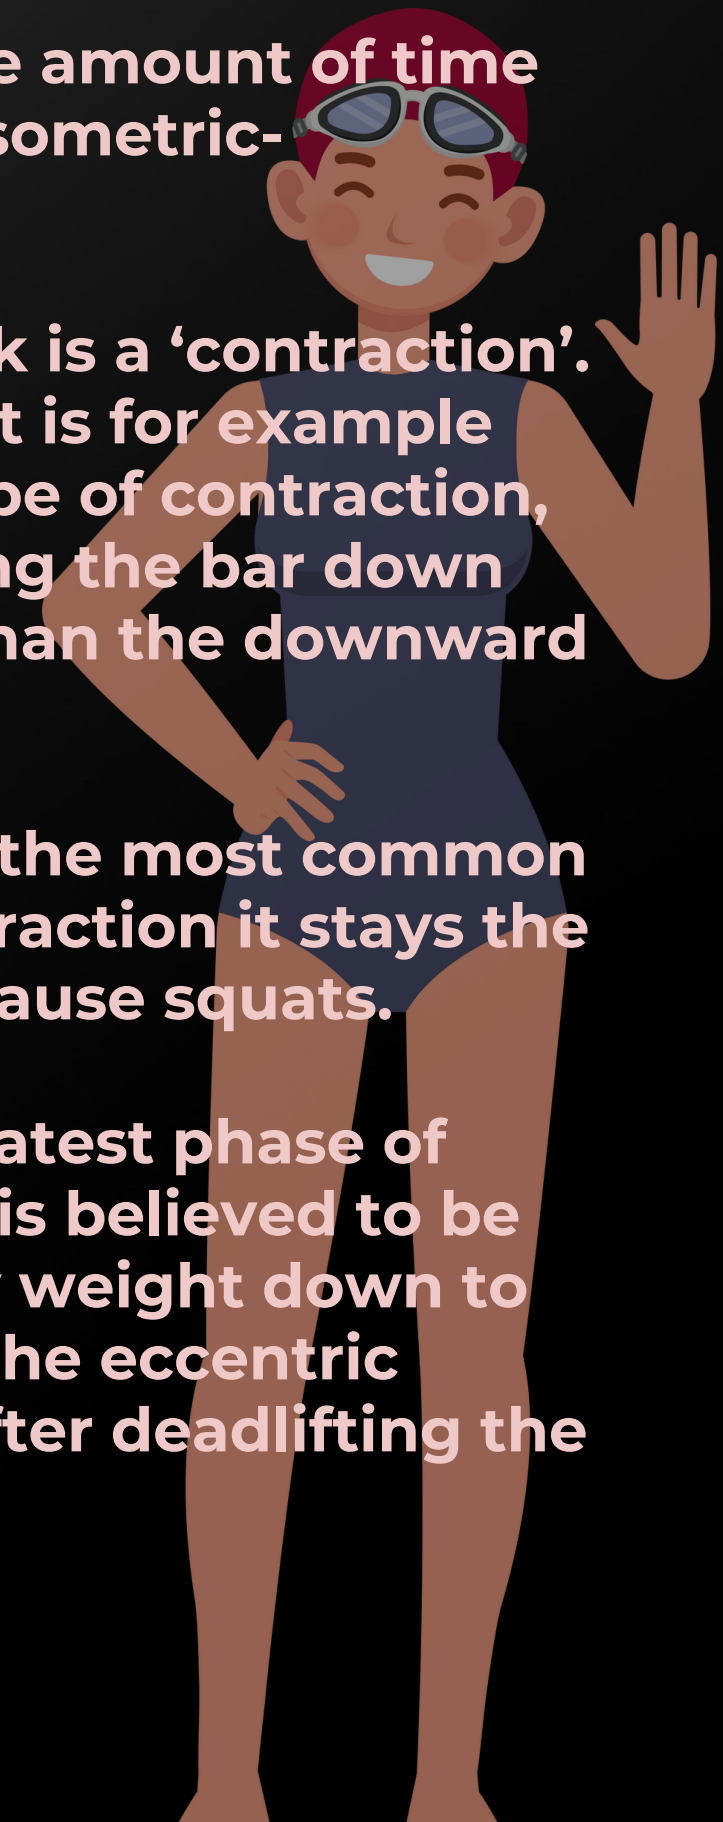 e amount of time
sometric-
k is a ‘contraction’.
t is for example
pe of contraction,
ng the bar down
han the downward
the most common
raction it stays the
ause squats.
atest phase of
is believed to be
weight down to
he eccentric
fter deadlifting the